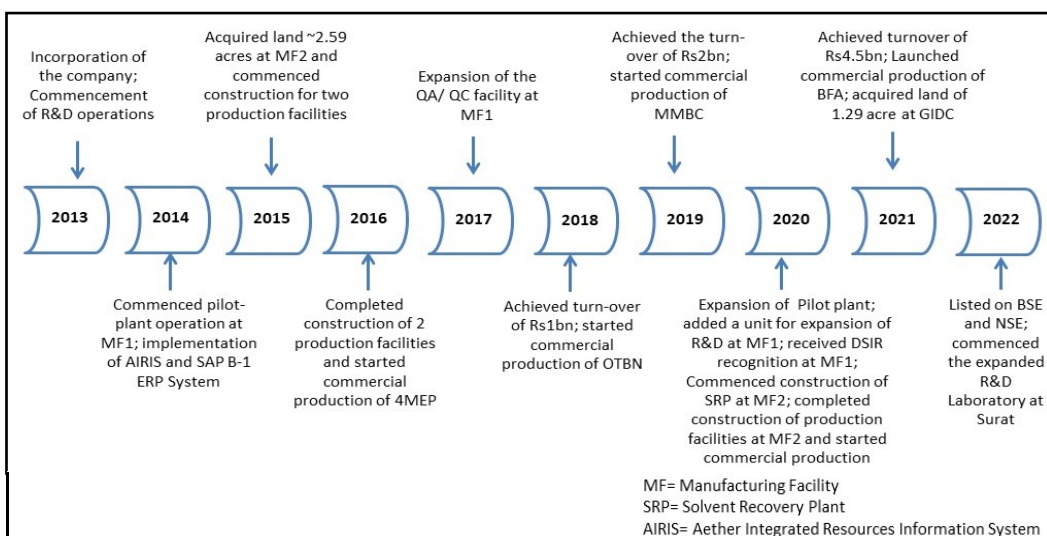 Incorporation of
the company;
Commencement
of R&D operations
Acquired land ~2.59
acres at MF2 and
commenced
construction for two
production facilities
Expansion of the
QA/ QC facility at
MF1
Achieved the turn-
over of Rs2bn;
started commercial
production of
MMBC
Achieved turnover of
Rs4.5bn; Launched
commercial production of
BFA; acquired land of
1.29 acre at GIDC
2013
2014
2015
2016
2017
2018
2019
2020
2021
2022
Commenced pilot-
plant operation at
MF1; implementation
of AIRIS and SAP B-1
ERP System
Completed
construction of 2
production facilities
and started
commercial
production of 4MEP
Achieved turn-over
of Rs1bn; started
commercial
production of OTBN
Expansion of Pilot plant;
added a unit for expansion of
R&D at MF1; received DSIR
recognition at MF1;
Commenced construction of
SRP at MF2; completed
construction of production
facilities at MF2 and started
commercial production
Listed on BSE
and NSE;
commenced
the expanded
R&D
Laboratory at
Surat
MF= Manufacturing Facility
SRP= Solvent Recovery Plant
AIRIS= Aether Integrated Resources Information System